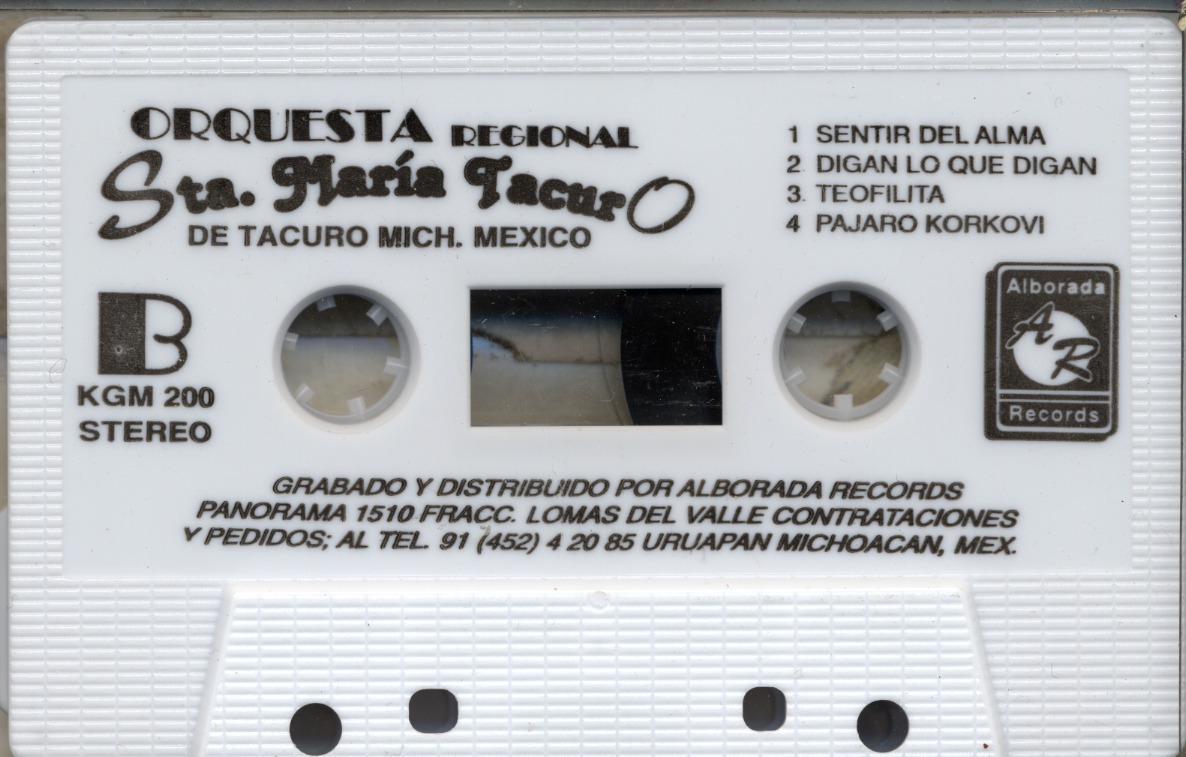 ORQUESTA REGIONAL
Sta. María Tacuro
DE TACURO MICH. MEXICO
1 SENTIR DEL ALMA
2 DIGAN LO QUE DIGAN
3 TEOFILITA
4 PAJARO KORKOVI
B
KGM 200
STEREO
Alborada
AR
Records
GRABADO Y DISTRIBUIDO POR ALBORADA RECORDS
PANORAMA 1510 FRACC. LOMAS DEL VALLE CONTRATACIONES
Y PEDIDOS; AL TEL. 91 (452) 4 20 85 URUAPAN MICHOACAN, MEX.